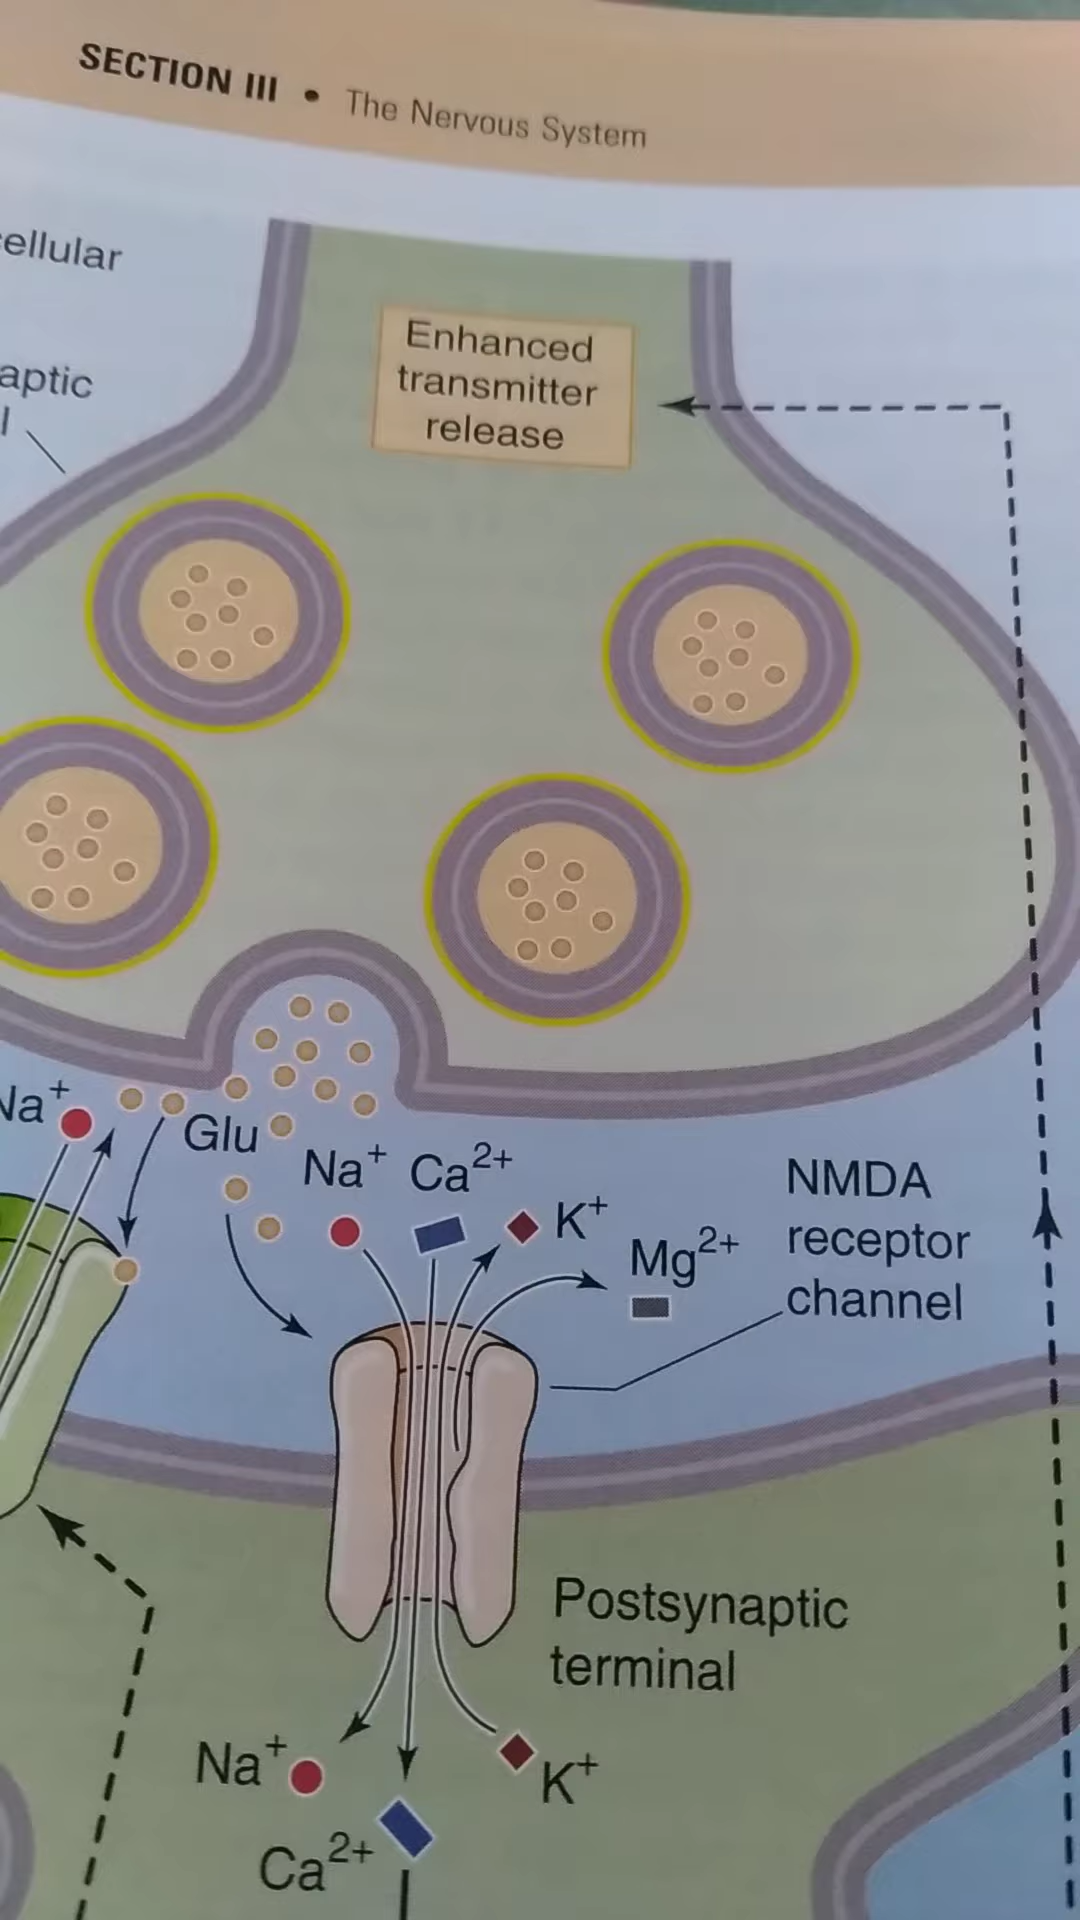 SECTION III • The Nervous System
cellular
Enhanced
transmitter
release
aptic
l
Na+
Glu
Na+ Ca2+
K+
Mg2+
NMDA
receptor
channel
Postsynaptic
terminal
Na+
K+
Ca2+